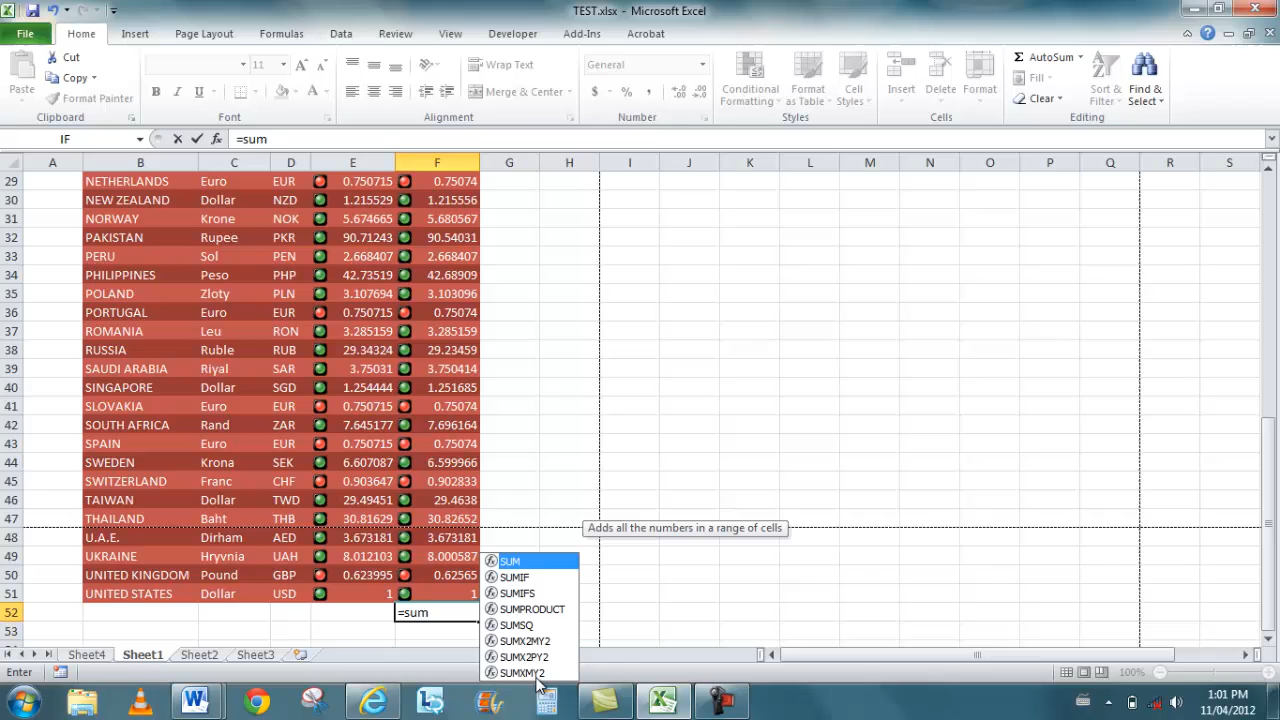 TEST.xlsx – Microsoft Excel
File Home Insert Page Layout Formulas Data Review View Developer Add-Ins Acrobat
Paste Cut Copy Format Painter Clipboard
11 B I U Font
Wrap Text Merge & Center Alignment
General $ % , .0 .00 .00 .0 Number
Conditional Formatting Format as Table Cell Styles Styles
Insert Delete Format Cells
Σ AutoSum Fill Clear Sort & Filter Find & Select Editing
IF fx =sum
A B C D E F G H I J K L M N O P Q R S
29 NETHERLANDS Euro EUR 0.750715 0.75074
30 NEW ZEALAND Dollar NZD 1.215529 1.215556
31 NORWAY Krone NOK 5.674665 5.680567
32 PAKISTAN Rupee PKR 90.71243 90.54031
33 PERU Sol PEN 2.668407 2.668407
34 PHILIPPINES Peso PHP 42.73519 42.68909
35 POLAND Zloty PLN 3.107694 3.103096
36 PORTUGAL Euro EUR 0.750715 0.75074
37 ROMANIA Leu RON 3.285159 3.285159
38 RUSSIA Ruble RUB 29.34324 29.23459
39 SAUDI ARABIA Riyal SAR 3.75031 3.750414
40 SINGAPORE Dollar SGD 1.254444 1.251685
41 SLOVAKIA Euro EUR 0.750715 0.75074
42 SOUTH AFRICA Rand ZAR 7.645177 7.696164
43 SPAIN Euro EUR 0.750715 0.75074
44 SWEDEN Krona SEK 6.607087 6.599966
45 SWITZERLAND Franc CHF 0.903647 0.902833
46 TAIWAN Dollar TWD 29.49451 29.4638
47 THAILAND Baht THB 30.81629 30.82652
Adds all the numbers in a range of cells
48 U.A.E. Dirham AED 3.673181 3.673181
49 UKRAINE Hryvnia UAH 8.012103 8.000587
50 UNITED KINGDOM Pound GBP 0.623995 0.62565
51 UNITED STATES Dollar USD 1 1
52 =sum
53
SUM
SUMIF
SUMIFS
SUMPRODUCT
SUMSQ
SUMX2MY2
SUMX2PY2
SUMXMY2
Sheet4 Sheet1 Sheet2 Sheet3
Enter 100%
1:01 PM
11/04/2012